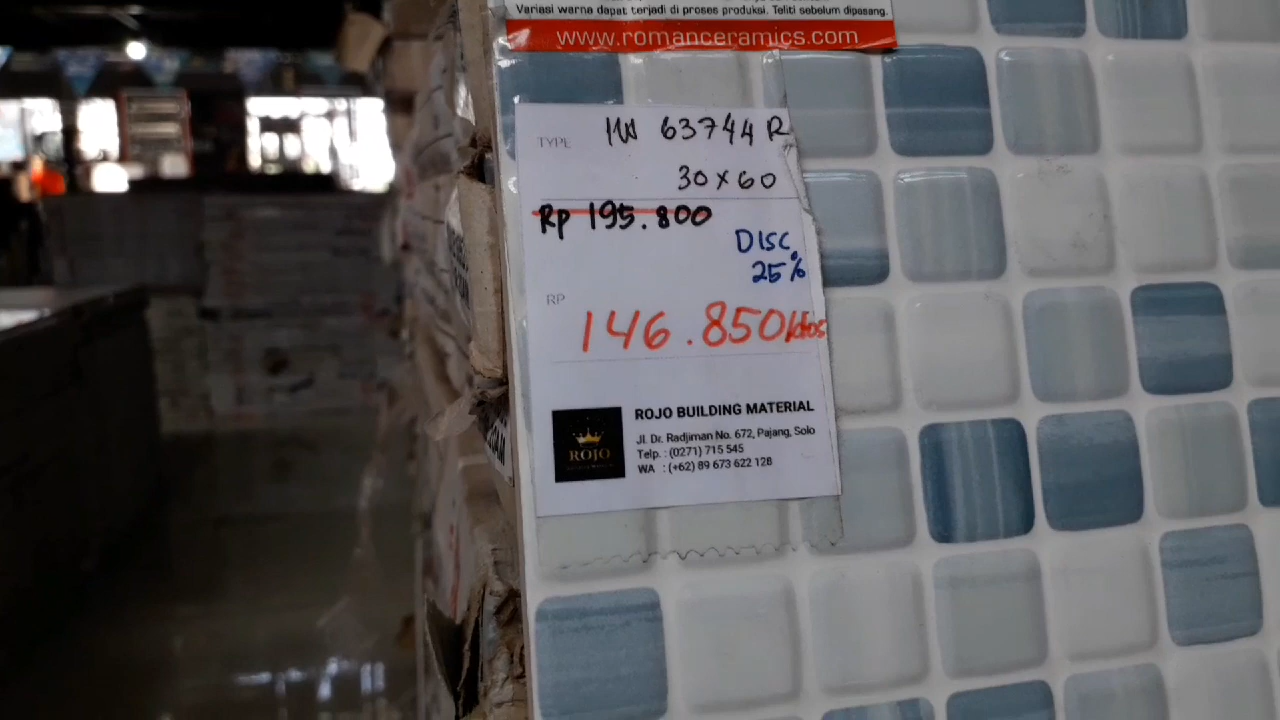 Variasi warna dapat terjadi di proses produksi. Teliti sebelum dipasang.
www.romanceramics.com
TYPE
63744 R
30 x 60
Rp 195.800
DISC
25%
RP
146.850/dos
ROJO BUILDING MATERIAL
Jl. Dr. Radjiman No. 672, Pajang, Solo
Telp. : (0271) 715 545
WA : (+62) 89 673 622 128
ROJO